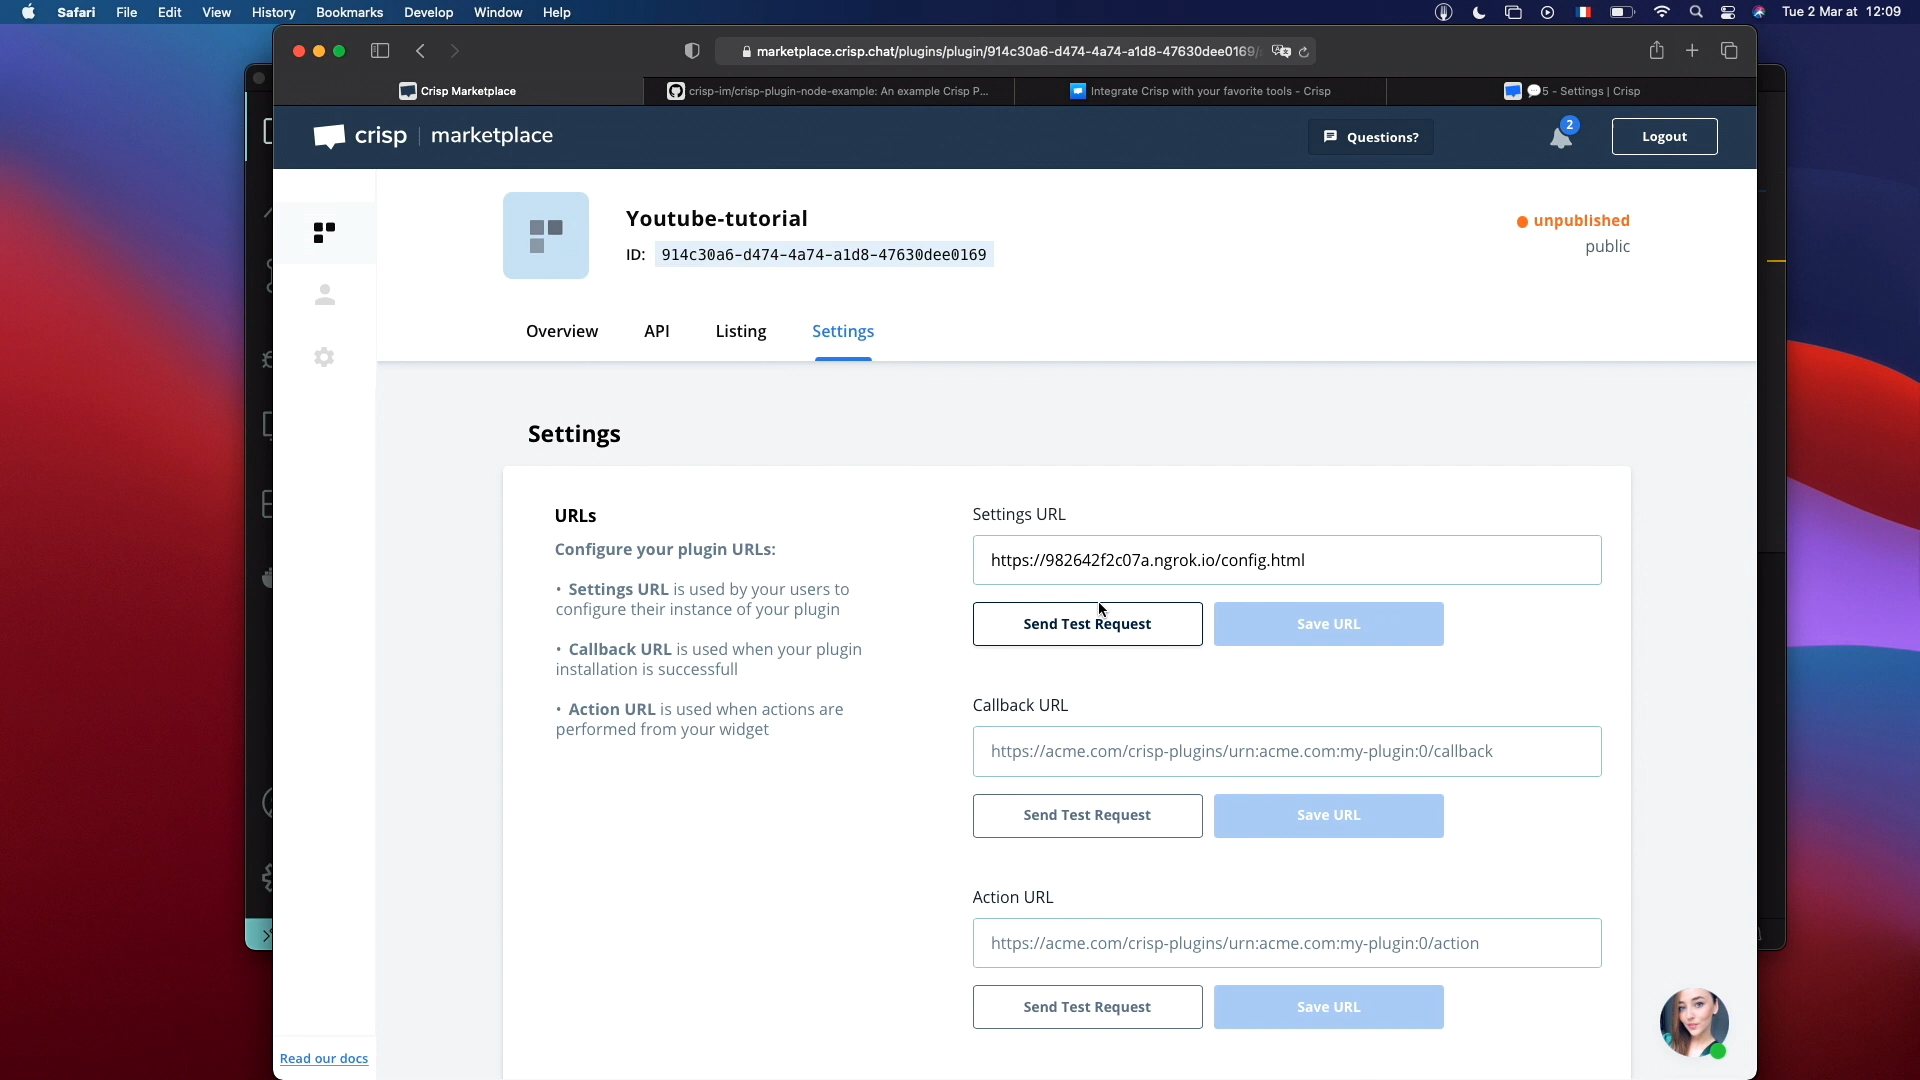 Safari File Edit View History Bookmarks Develop Window Help Tue 2 Mar at 12:09
marketplace.crisp.chat/plugins/plugin/914c30a6-d474-4a74-a1d8-47630dee0169/
Crisp Marketplace
crisp-im/crisp-plugin-node-example: An example Crisp P...
Integrate Crisp with your favorite tools - Crisp
5 - Settings | Crisp
crisp | marketplace
Questions?
2
Logout
Youtube-tutorial
ID: 914c30a6-d474-4a74-a1d8-47630dee0169
unpublished
public
Overview API Listing Settings
Settings
URLs
Configure your plugin URLs:
• Settings URL is used by your users to
configure their instance of your plugin
• Callback URL is used when your plugin
installation is successfull
• Action URL is used when actions are
performed from your widget
Settings URL
https://982642f2c07a.ngrok.io/config.html
Send Test Request Save URL
Callback URL
https://acme.com/crisp-plugins/urn:acme.com:my-plugin:0/callback
Send Test Request Save URL
Action URL
https://acme.com/crisp-plugins/urn:acme.com:my-plugin:0/action
Send Test Request Save URL
Read our docs